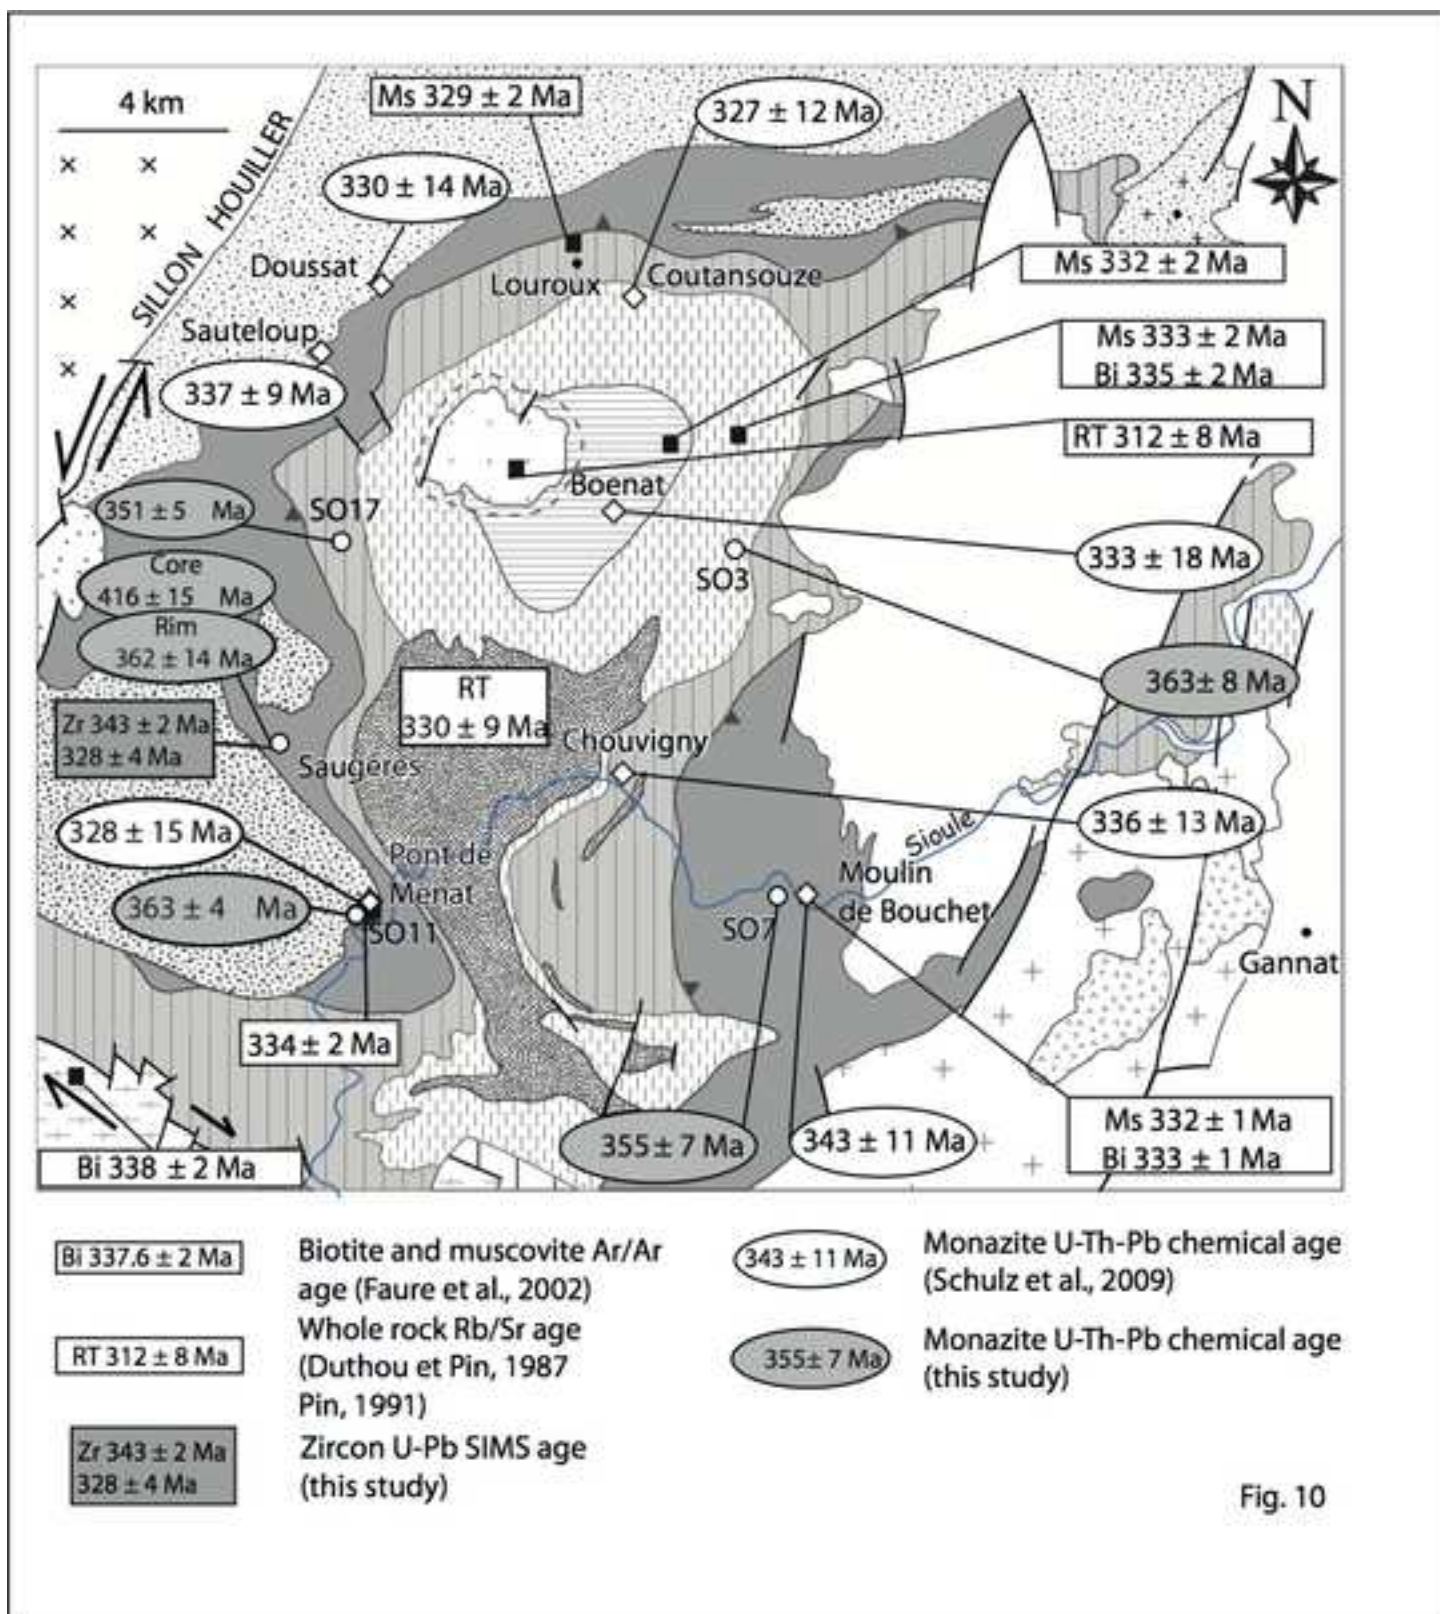 4 km
SILLON HOUILLER
Ms 329 ± 2 Ma
327 ± 12 Ma
N
330 ± 14 Ma
Doussat
Louroux
Coutansouze
Ms 332 ± 2 Ma
Sauteloup
337 ± 9 Ma
Ms 333 ± 2 Ma
Bi 335 ± 2 Ma
RT 312 ± 8 Ma
Boenat
351 ± 5 Ma
SO17
333 ± 18 Ma
SO3
Core
416 ± 15 Ma
Rim
362 ± 14 Ma
363± 8 Ma
RT
330 ± 9 Ma
Zr 343 ± 2 Ma
328 ± 4 Ma
Saugères
Chouvigny
328 ± 15 Ma
336 ± 13 Ma
Sioule
Pont de
Menat
363 ± 4 Ma
SO11
SO7
Moulin
de Bouchet
Gannat
334 ± 2 Ma
355± 7 Ma
343 ± 11 Ma
Ms 332 ± 1 Ma
Bi 333 ± 1 Ma
Bi 338 ± 2 Ma
Bi 337.6 ± 2 Ma
Biotite and muscovite Ar/Ar
age (Faure et al., 2002)
RT 312 ± 8 Ma
Whole rock Rb/Sr age
(Duthou et Pin, 1987
Pin, 1991)
Zr 343 ± 2 Ma
328 ± 4 Ma
Zircon U-Pb SIMS age
(this study)
343 ± 11 Ma
Monazite U-Th-Pb chemical age
(Schulz et al., 2009)
355± 7 Ma
Monazite U-Th-Pb chemical age
(this study)
Fig. 10